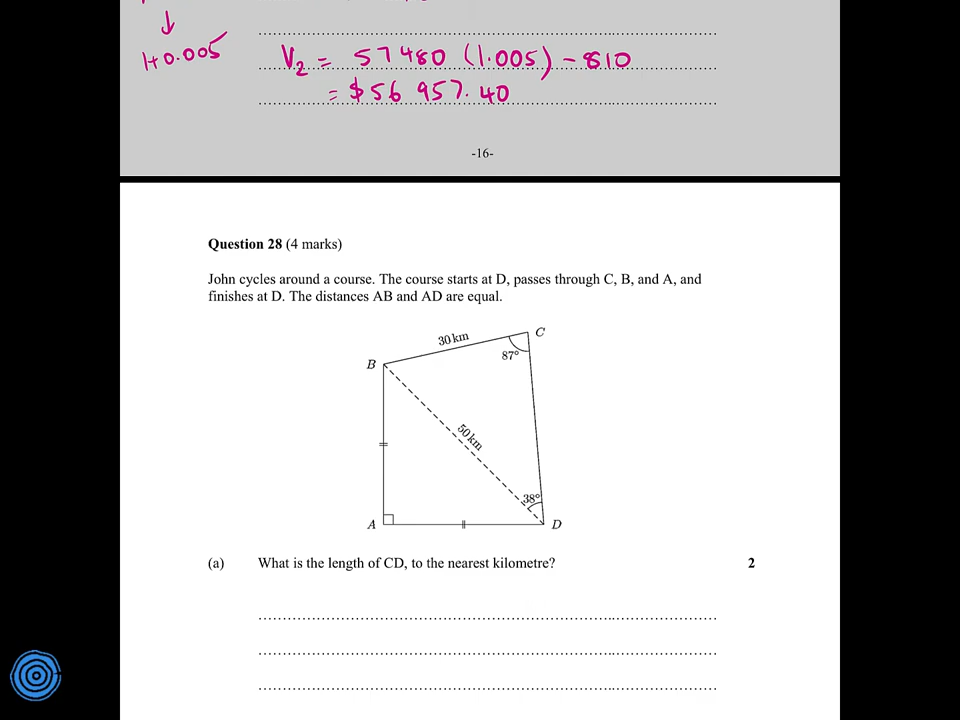 ↓
1+0.005
V₂ = 57480 (1.005) - 810
= $56 957.40
-16-
Question 28 (4 marks)
John cycles around a course. The course starts at D, passes through C, B, and A, and
finishes at D. The distances AB and AD are equal.
30 km
C
87°
B
50 km
38°
A
D
(a) What is the length of CD, to the nearest kilometre? 2